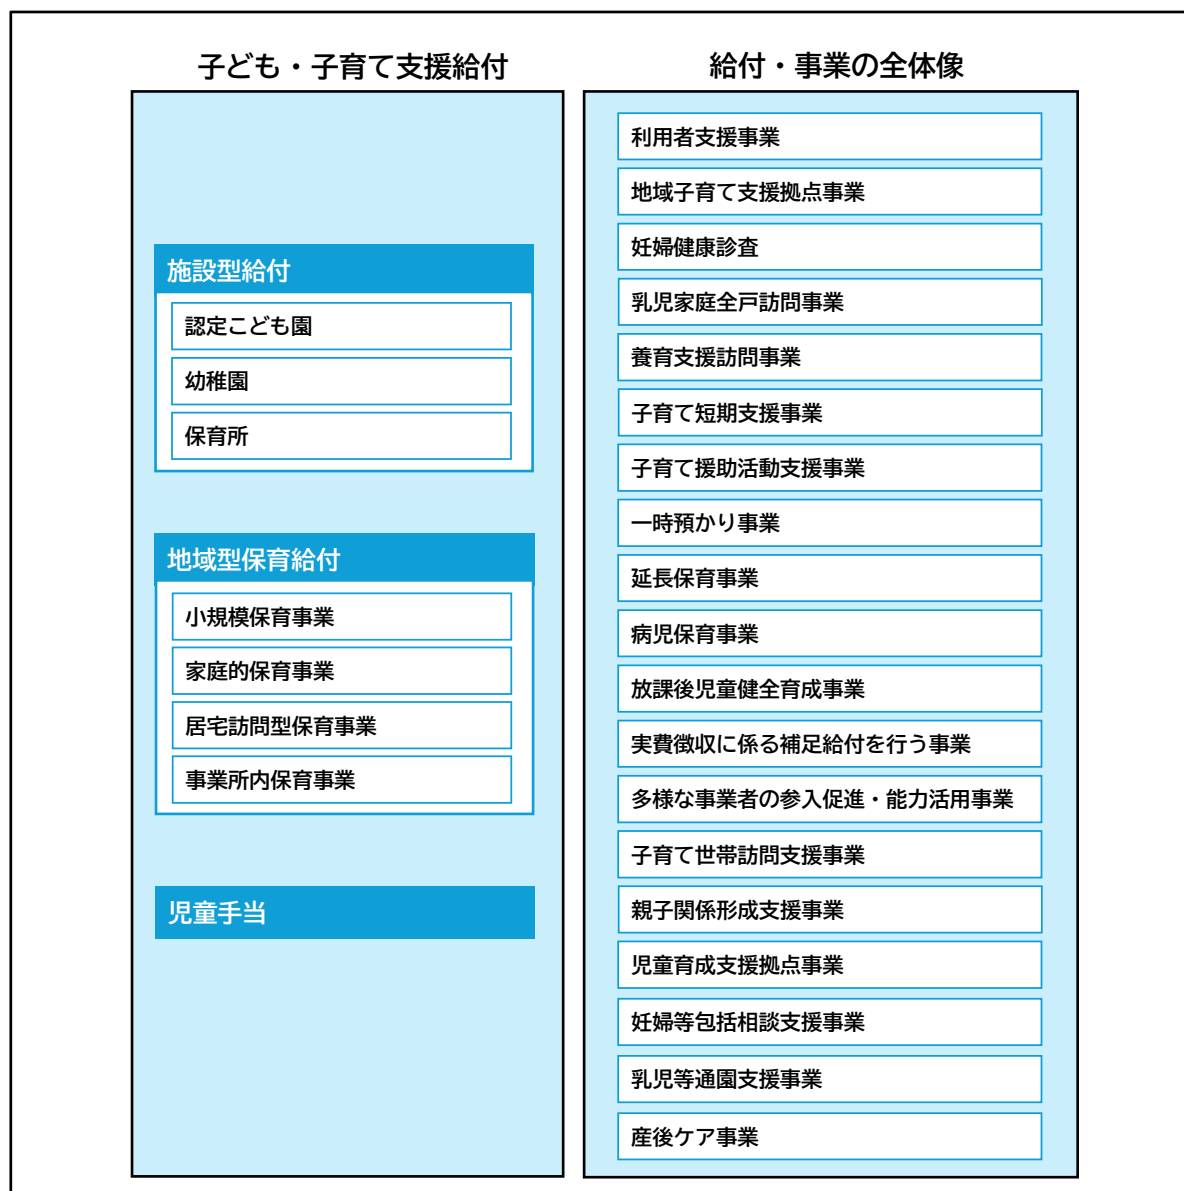 子ども・子育て支援給付
施設型給付
認定こども園
幼稚園
保育所
地域型保育給付
小規模保育事業
家庭的保育事業
居宅訪問型保育事業
事業所内保育事業
児童手当
給付・事業の全体像
利用者支援事業
地域子育て支援拠点事業
妊婦健康診査
乳児家庭全戸訪問事業
養育支援訪問事業
子育て短期支援事業
子育て援助活動支援事業
一時預かり事業
延長保育事業
病児保育事業
放課後児童健全育成事業
実費徴収に係る補足給付を行う事業
多様な事業者の参入促進・能力活用事業
子育て世帯訪問支援事業
親子関係形成支援事業
児童育成支援拠点事業
妊婦等包括相談支援事業
乳児等通園支援事業
産後ケア事業